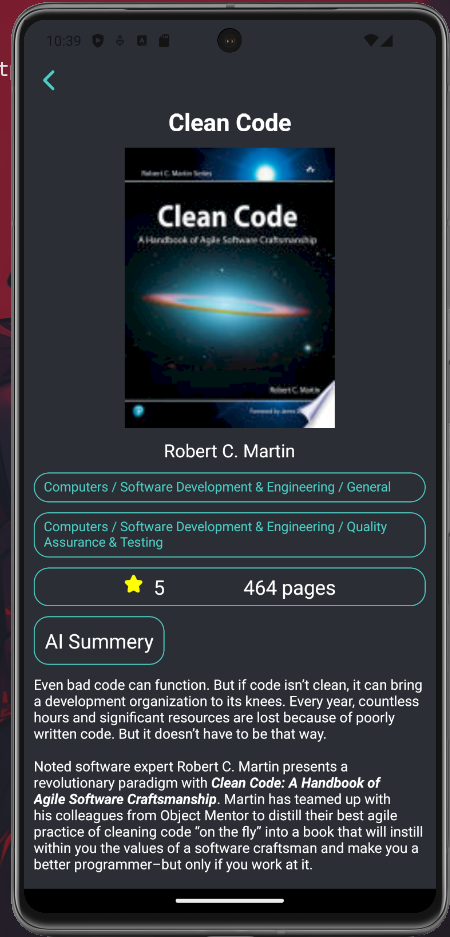 t
10:39
Clean Code
Robert C. Martin Series
Clean Code
A Handbook of Agile Software Craftsmanship
Robert C. Martin
Foreword by James
Robert C. Martin
Computers / Software Development & Engineering / General
Computers / Software Development & Engineering / Quality
Assurance & Testing
5 464 pages
AI Summery
Even bad code can function. But if code isn’t clean, it can bring
a development organization to its knees. Every year, countless
hours and significant resources are lost because of poorly
written code. But it doesn’t have to be that way.
Noted software expert Robert C. Martin presents a
revolutionary paradigm with Clean Code: A Handbook of
Agile Software Craftsmanship. Martin has teamed up with
his colleagues from Object Mentor to distill their best agile
practice of cleaning code “on the fly” into a book that will instill
within you the values of a software craftsman and make you a
better programmer–but only if you work at it.